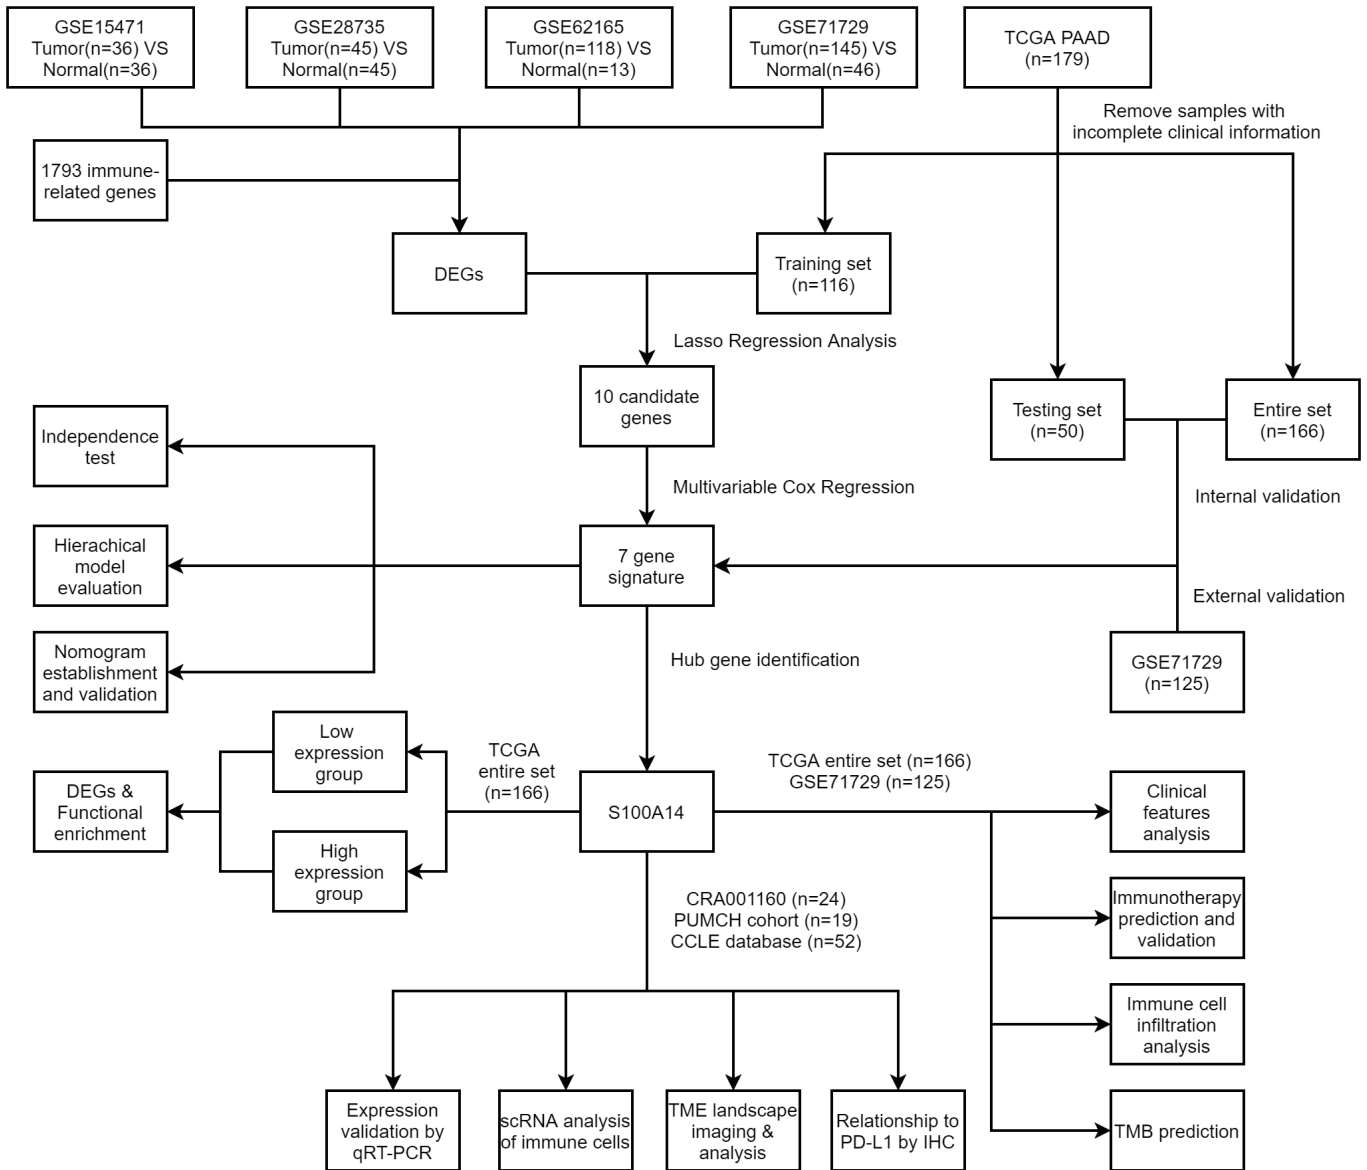 GSE15471
Tumor(n=36) VS
Normal(n=36)
GSE28735
Tumor(n=45) VS
Normal(n=45)
GSE62165
Tumor(n=118) VS
Normal(n=13)
GSE71729
Tumor(n=145) VS
Normal(n=46)
TCGA PAAD
(n=179)
Remove samples with
incomplete clinical information
1793 immune-
related genes
DEGs
Training set
(n=116)
Lasso Regression Analysis
10 candidate
genes
Testing set
(n=50)
Entire set
(n=166)
Independence
test
Multivariable Cox Regression
Internal validation
Hierachical
model
evaluation
7 gene
signature
External validation
Nomogram
establishment
and validation
Hub gene identification
GSE71729
(n=125)
Low
expression
group
TCGA
entire set
(n=166)
TCGA entire set (n=166)
GSE71729 (n=125)
DEGs &
Functional
enrichment
S100A14
Clinical
features
analysis
High
expression
group
CRA001160 (n=24)
PUMCH cohort (n=19)
CCLE database (n=52)
Immunotherapy
prediction and
validation
Immune cell
infiltration
analysis
Expression
validation by
qRT-PCR
scRNA analysis
of immune cells
TME landscape
imaging &
analysis
Relationship to
PD-L1 by IHC
TMB prediction